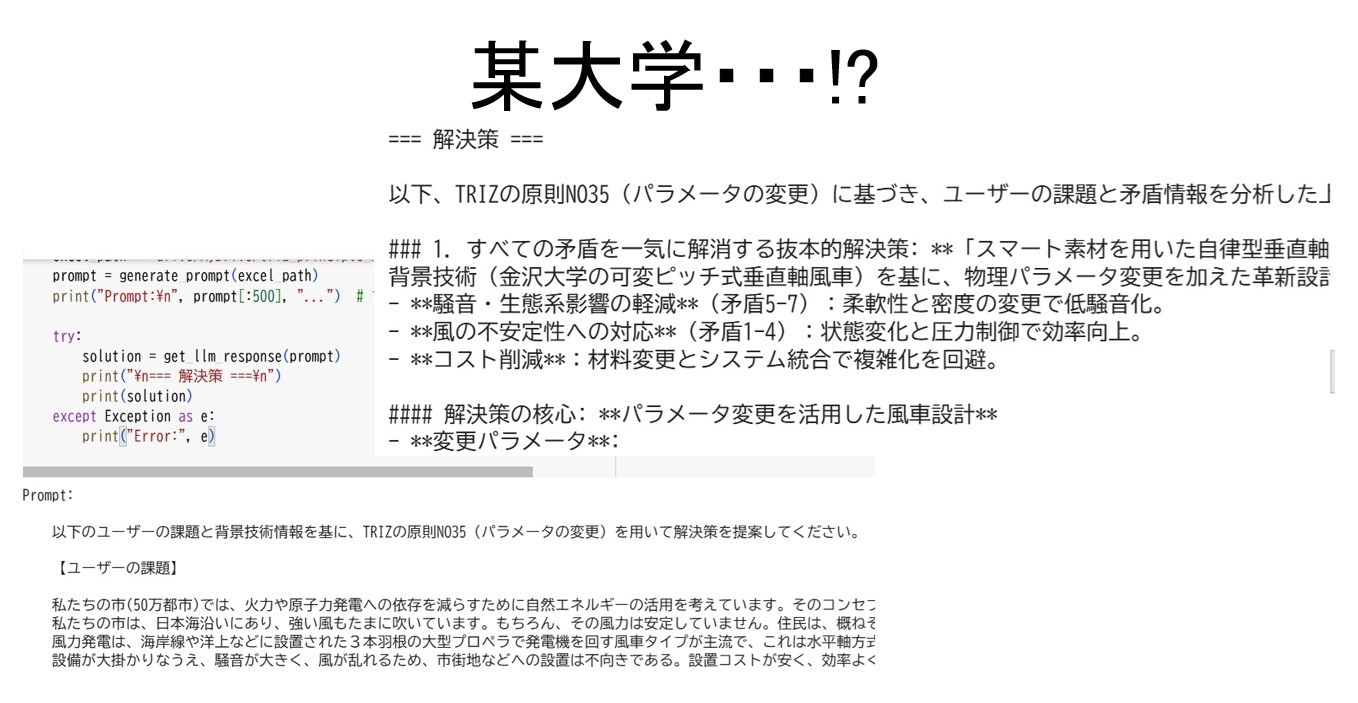 某大学・・・!?
=== 解決策 ===
以下、TRIZの原則NO35（パラメータの変更）に基づき、ユーザーの課題と矛盾情報を分析した上
### 1. すべての矛盾を一気に解消する抜本的解決策: **「スマート素材を用いた自律型垂直軸
背景技術（金沢大学の可変ピッチ式垂直軸風車）を基に、物理パラメータ変更を加えた革新設計
- **騒音・生態系影響の軽減**（矛盾5-7）：柔軟性と密度の変更で低騒音化。
- **風の不安定性への対応**（矛盾1-4）：状態変化と圧力制御で効率向上。
- **コスト削減**：材料変更とシステム統合で複雑化を回避。
#### 解決策の核心: **パラメータ変更を活用した風車設計**
- **変更パラメータ**:
prompt = generate_prompt(excel_path)
print("Prompt:¥n", prompt[:500], "...") #
try:
solution = get_llm_response(prompt)
print("¥n=== 解決策 ===¥n")
print(solution)
except Exception as e:
print("Error:", e)
Prompt:
以下のユーザーの課題と背景技術情報を基に、TRIZの原則NO35（パラメータの変更）を用いて解決策を提案してください。
【ユーザーの課題】
私たちの市(50万都市)では、火力や原子力発電への依存を減らすために自然エネルギーの活用を考えています。そのコンセプ
私たちの市は、日本海沿いにあり、強い風もたまに吹いています。もちろん、その風力は安定していません。住民は、概ねそ
風力発電は、海岸線や洋上などに設置された３本羽根の大型プロペラで発電機を回す風車タイプが主流で、これは水平軸方式
設備が大掛かりなうえ、騒音が大きく、風が乱れるため、市街地などへの設置は不向きである。設置コストが安く、効率よく